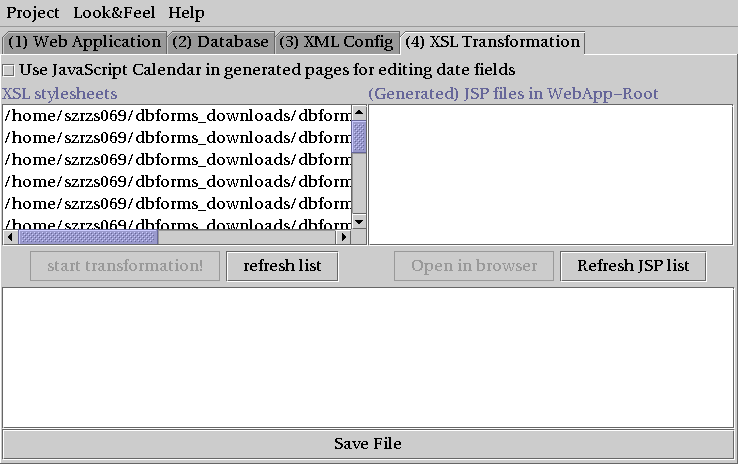 Project Look&Feel Help
(1) Web Application (2) Database (3) XML Config (4) XSL Transformation
Use JavaScript Calendar in generated pages for editing date fields
XSL stylesheets (Generated) JSP files in WebApp-Root
/home/szrzs069/dbforms_downloads/dbform
/home/szrzs069/dbforms_downloads/dbform
/home/szrzs069/dbforms_downloads/dbform
/home/szrzs069/dbforms_downloads/dbform
/home/szrzs069/dbforms_downloads/dbform
/home/szrzs069/dbforms_downloads/dbform
start transformation! refresh list Open in browser Refresh JSP list
Save File